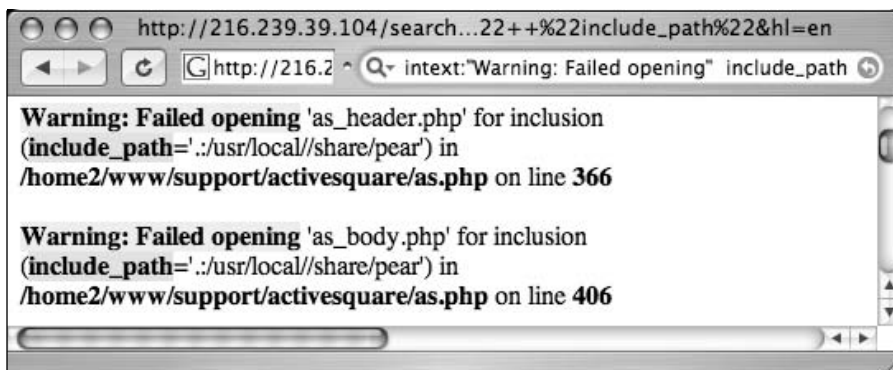 http://216.239.39.104/search...22++%22include_path%22&hl=en
http://216.2 intext:"Warning: Failed opening" include_path
Warning: Failed opening 'as_header.php' for inclusion
(include_path='.:/usr/local//share/pear') in
/home2/www/support/activesquare/as.php on line 366
Warning: Failed opening 'as_body.php' for inclusion
(include_path='.:/usr/local//share/pear') in
/home2/www/support/activesquare/as.php on line 406